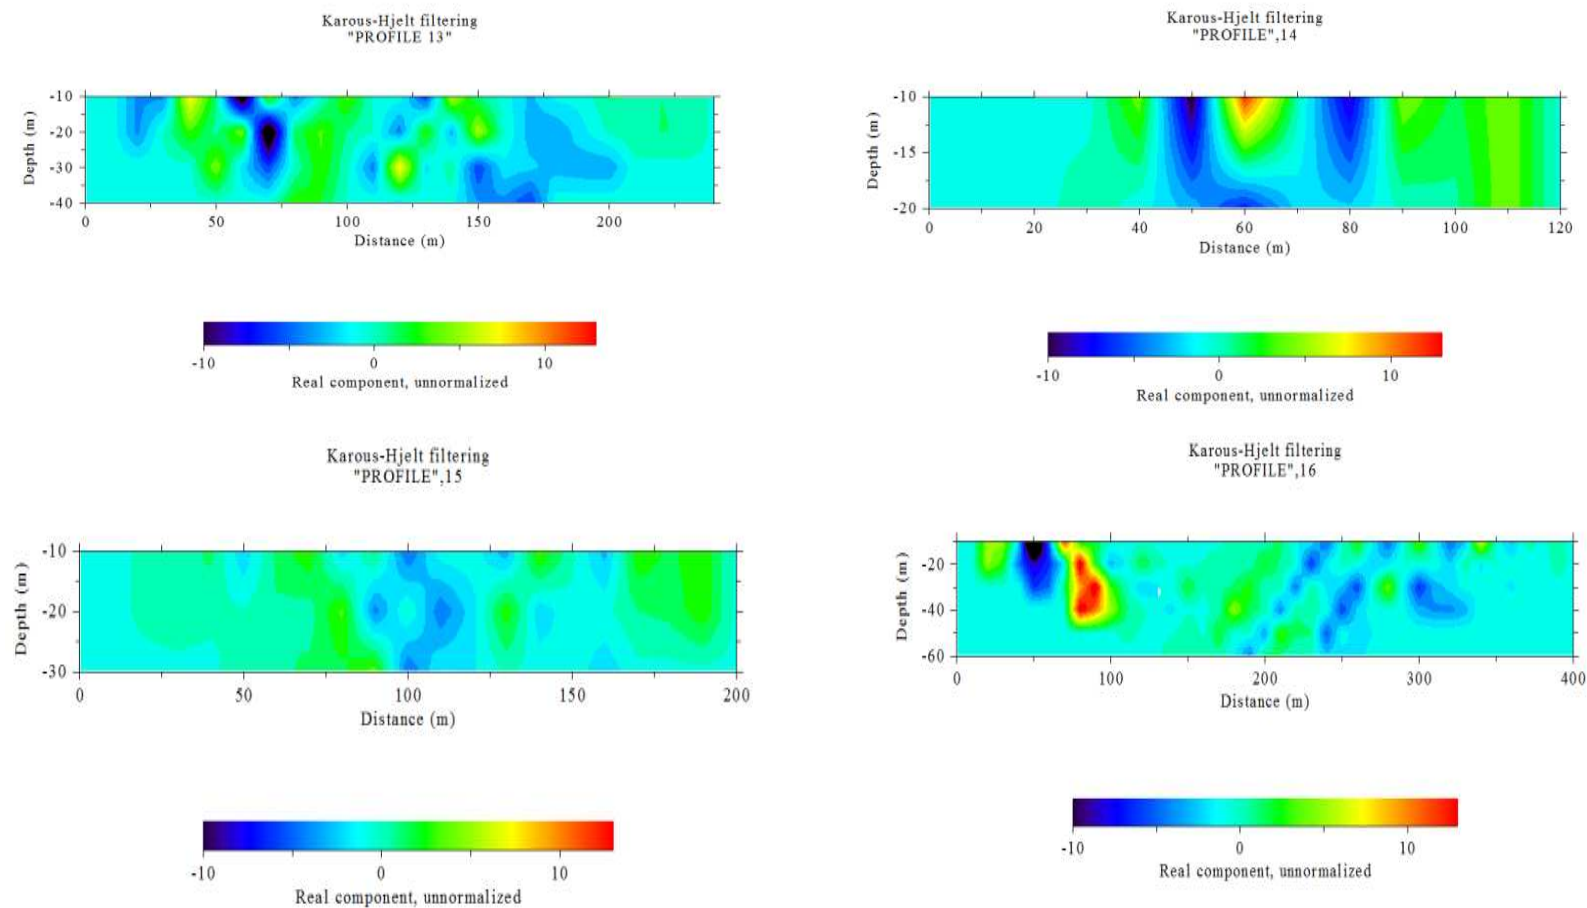 Karous-Hjelt filtering
"PROFILE 13"
-10
-20
-30
-40
Depth (m)
0 50 100 150 200
Distance (m)
-10 0 10
Real component, unnormalized
Karous-Hjelt filtering
"PROFILE",14
-10
-15
-20
Depth (m)
0 20 40 60 80 100 120
Distance (m)
-10 0 10
Real component, unnormalized
Karous-Hjelt filtering
"PROFILE",15
-10
-20
-30
Depth (m)
0 50 100 150 200
Distance (m)
-10 0 10
Real component, unnormalized
Karous-Hjelt filtering
"PROFILE",16
-20
-40
-60
Depth (m)
0 100 200 300 400
Distance (m)
-10 0 10
Real component, unnormalized